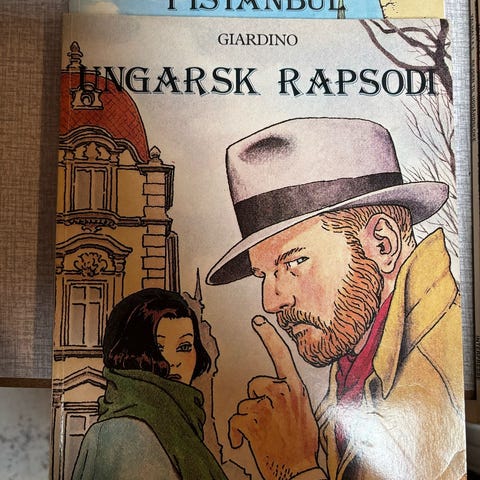 I ISTANBUL
GIARDINO
UNGARSK RAPSODI